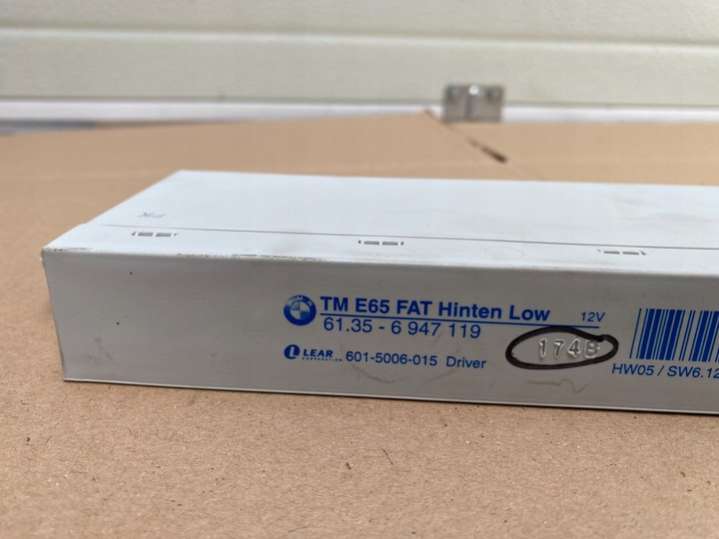 TM E65 FAT Hinten Low 12V
61.35 - 6 947 119
LEAR 601-5006-015 Driver
174B
HW05 / SW6.12